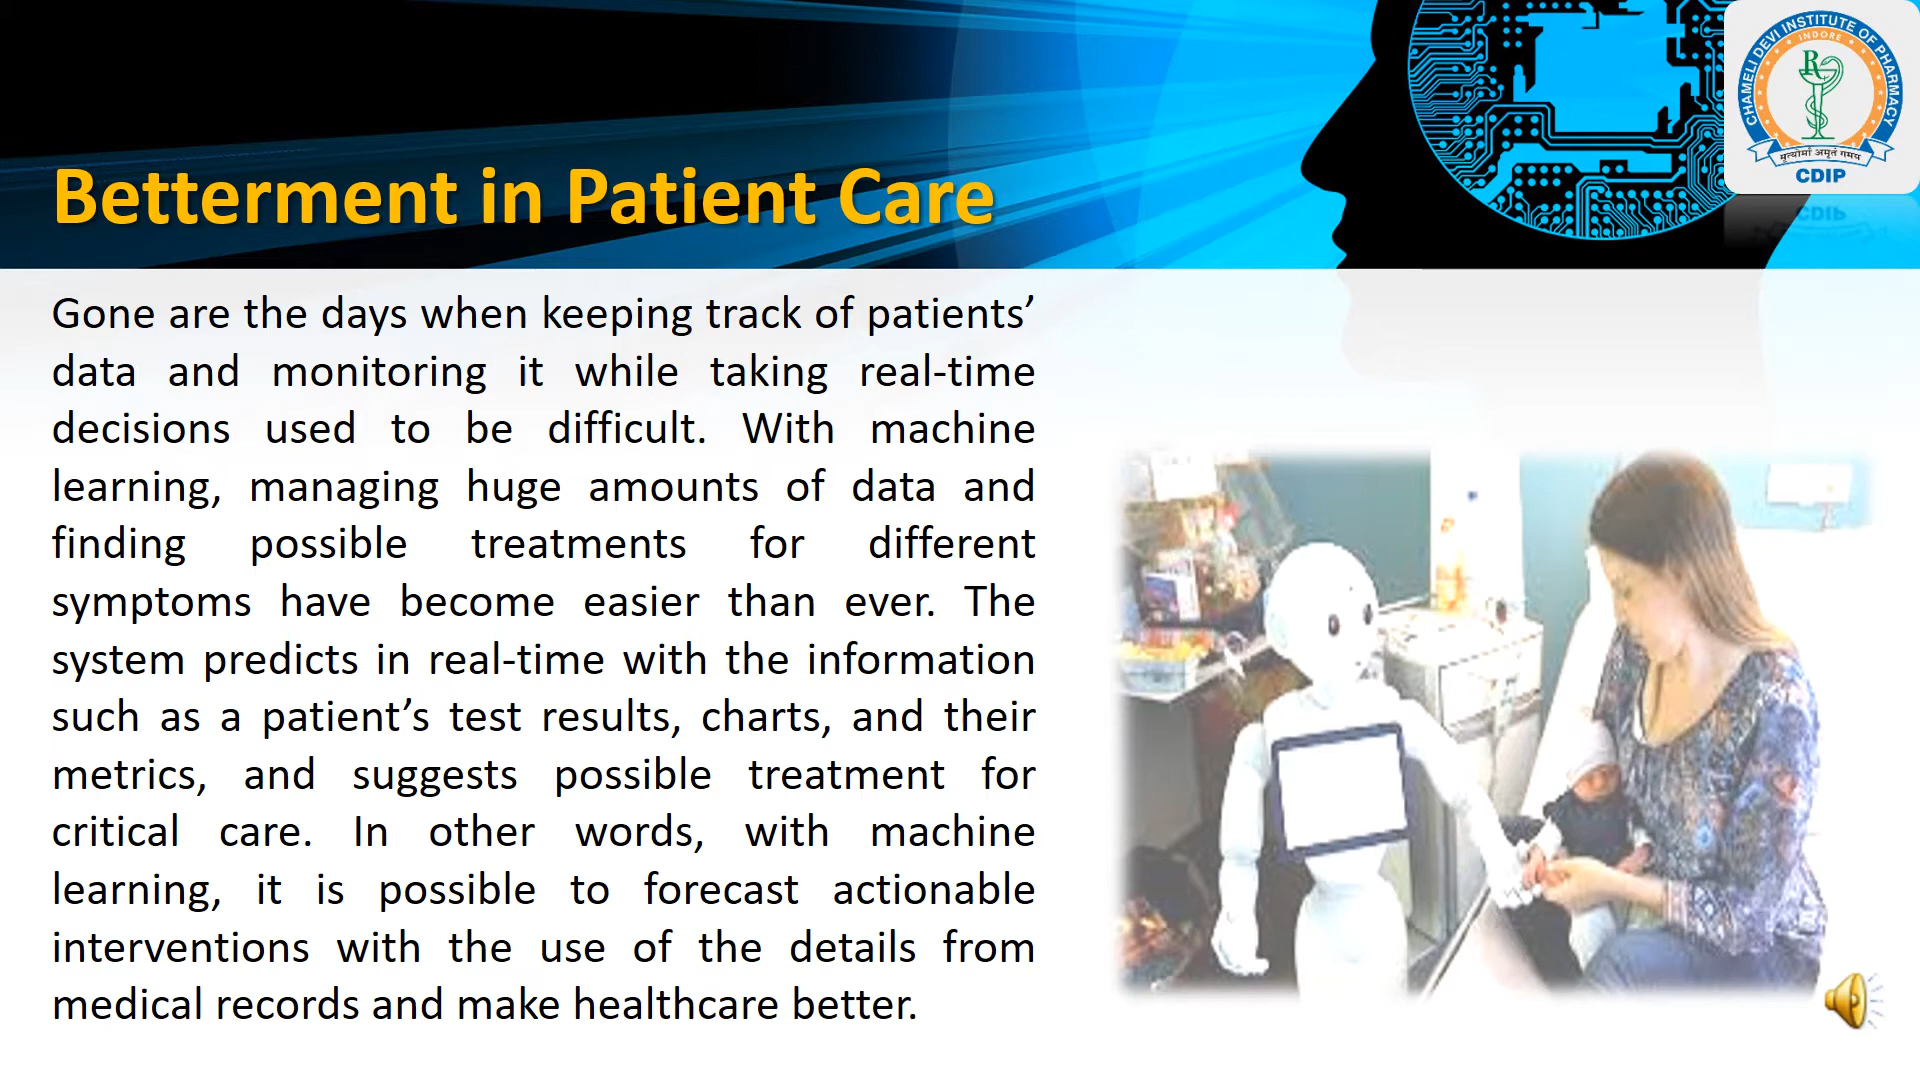 CHAMELI DEVI INSTITUTE OF PHARMACY
INDORE
मृत्योर्मा अमृतं गमय
CDIP
Betterment in Patient Care
Gone are the days when keeping track of patients’
data and monitoring it while taking real-time
decisions used to be difficult. With machine
learning, managing huge amounts of data and
finding possible treatments for different
symptoms have become easier than ever. The
system predicts in real-time with the information
such as a patient’s test results, charts, and their
metrics, and suggests possible treatment for
critical care. In other words, with machine
learning, it is possible to forecast actionable
interventions with the use of the details from
medical records and make healthcare better.